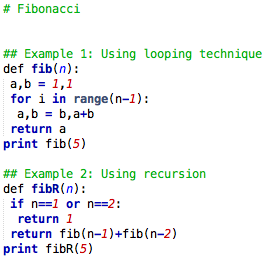 # Fibonacci
## Example 1: Using looping technique
def fib(n):
 a,b = 1,1
 for i in range(n-1):
  a,b = b,a+b
 return a
print fib(5)
## Example 2: Using recursion
def fibR(n):
 if n==1 or n==2:
  return 1
 return fib(n-1)+fib(n-2)
print fibR(5)